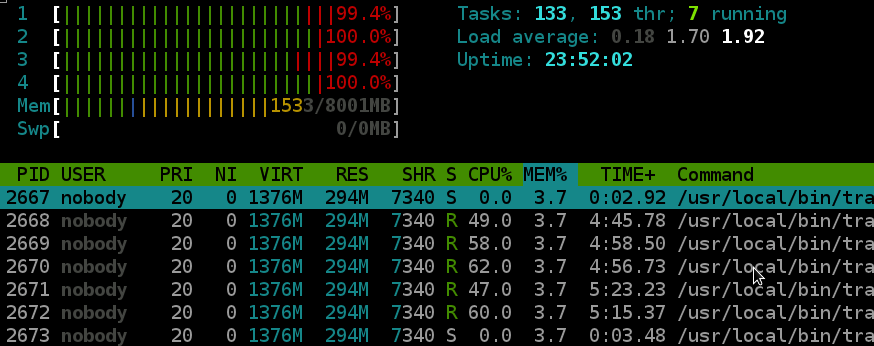 1 [||||||||||||||||||||||||||||||99.4%] Tasks: 133, 153 thr; 7 running
2 [|||||||||||||||||||||||||||||100.0%] Load average: 0.18 1.70 1.92
3 [||||||||||||||||||||||||||||||99.4%] Uptime: 23:52:02
4 [|||||||||||||||||||||||||||||100.0%]
Mem[|||||||||||||||||||||||1533/8001MB]
Swp[ 0/0MB]
PID USER PRI NI VIRT RES SHR S CPU% MEM% TIME+ Command
2667 nobody 20 0 1376M 294M 7340 S 0.0 3.7 0:02.92 /usr/local/bin/tra
2668 nobody 20 0 1376M 294M 7340 R 49.0 3.7 4:45.78 /usr/local/bin/tra
2669 nobody 20 0 1376M 294M 7340 R 58.0 3.7 4:58.50 /usr/local/bin/tra
2670 nobody 20 0 1376M 294M 7340 R 62.0 3.7 4:56.73 /usr/local/bin/tra
2671 nobody 20 0 1376M 294M 7340 R 47.0 3.7 5:23.23 /usr/local/bin/tra
2672 nobody 20 0 1376M 294M 7340 R 60.0 3.7 5:15.37 /usr/local/bin/tra
2673 nobody 20 0 1376M 294M 7340 S 0.0 3.7 0:03.48 /usr/local/bin/tra